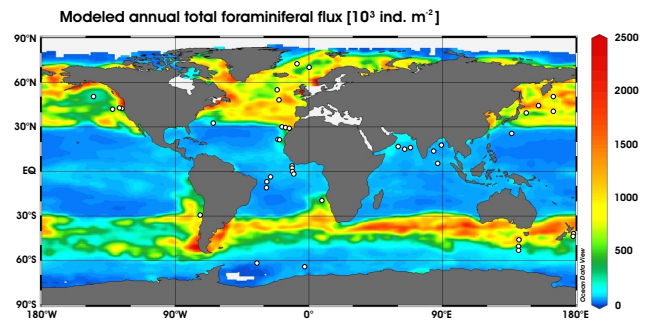 Modeled annual total foraminiferal flux [10³ ind. m⁻²]
90°N
60°N
30°N
EQ
30°S
60°S
90°S
180°W
90°W
0°
90°E
180°E
Ocean Data View
2500
2000
1500
1000
500
0